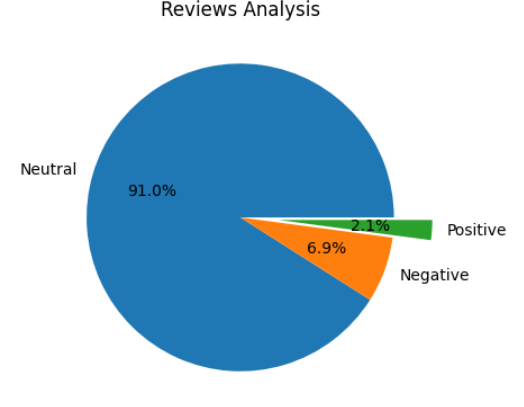 Reviews Analysis
Neutral
91.0%
2.1%
Positive
6.9%
Negative